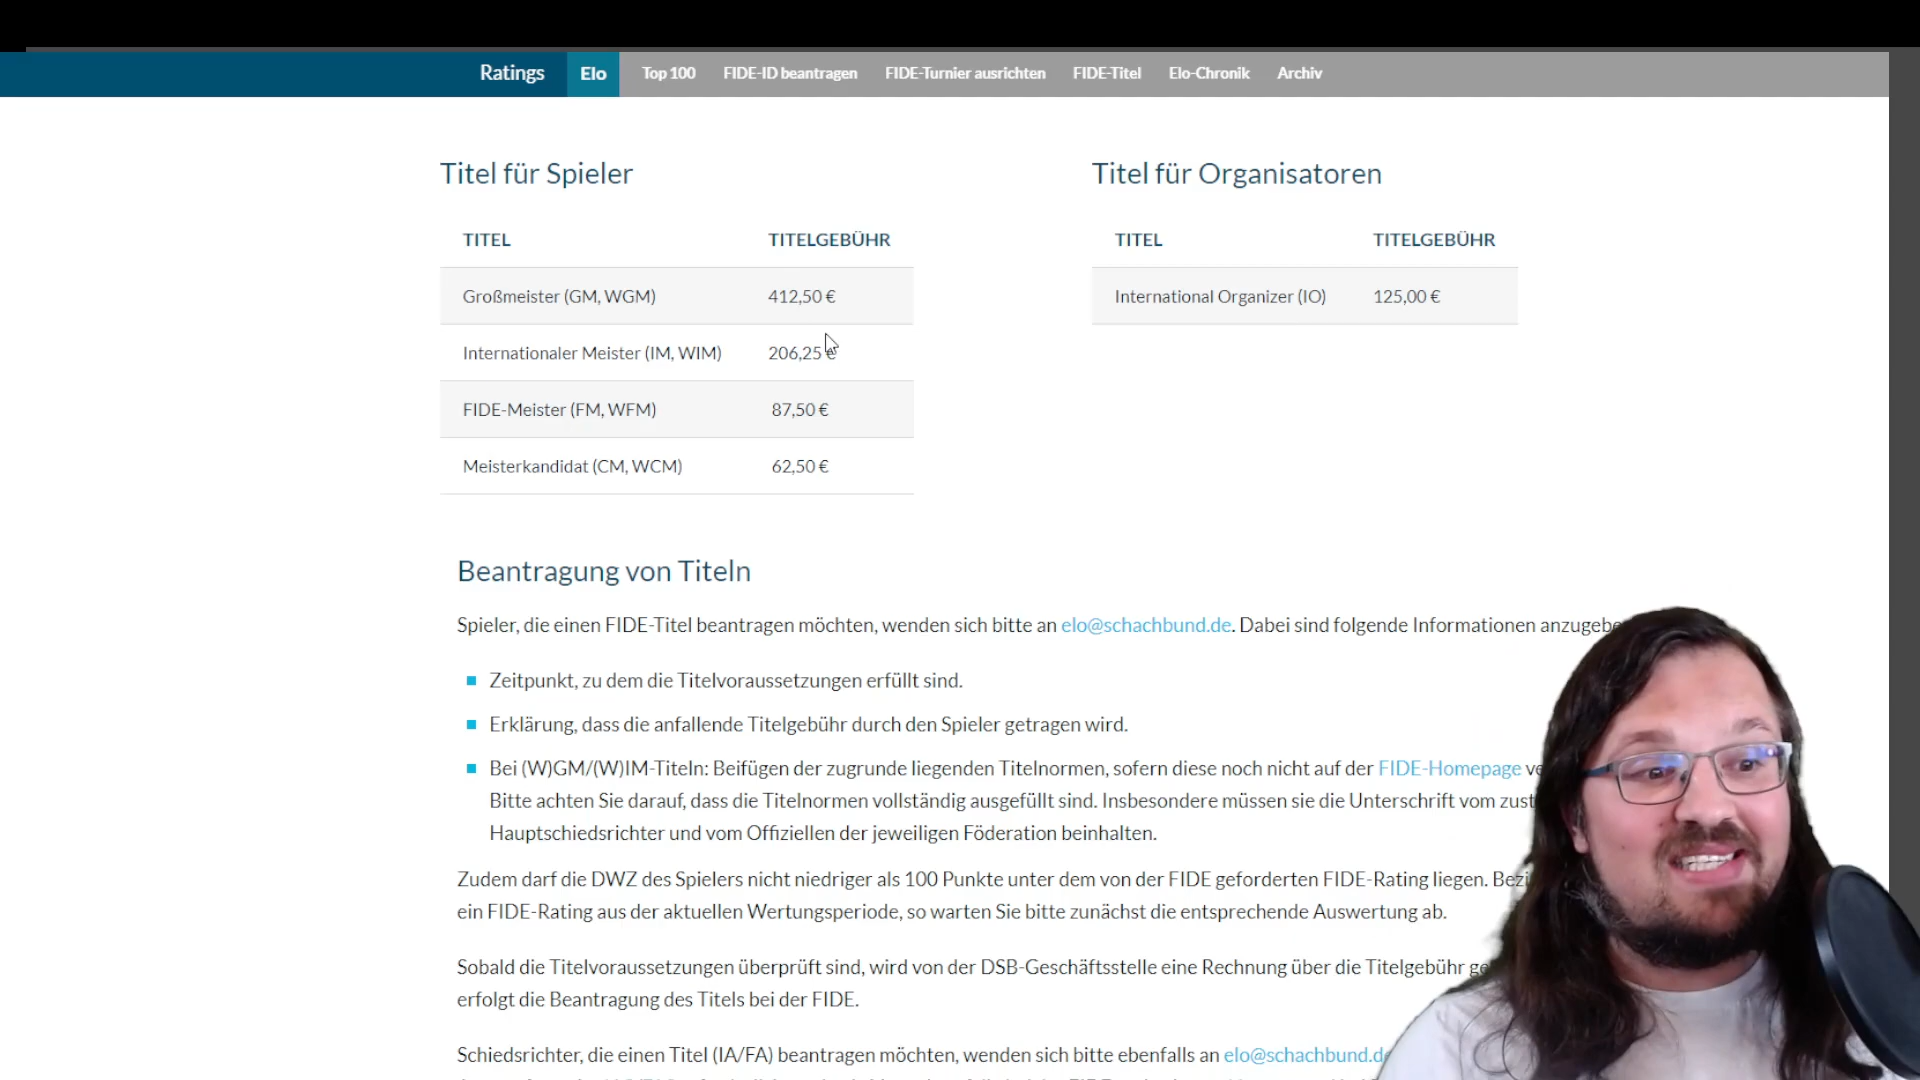 Ratings Elo Top 100 FIDE-ID beantragen FIDE-Turnier ausrichten FIDE-Titel Elo-Chronik Archiv
Titel für Spieler
TITEL TITELGEBÜHR
Großmeister (GM, WGM) 412,50 €
Internationaler Meister (IM, WIM) 206,25 €
FIDE-Meister (FM, WFM) 87,50 €
Meisterkandidat (CM, WCM) 62,50 €
Titel für Organisatoren
TITEL TITELGEBÜHR
International Organizer (IO) 125,00 €
Beantragung von Titeln
Spieler, die einen FIDE-Titel beantragen möchten, wenden sich bitte an elo@schachbund.de. Dabei sind folgende Informationen
Zeitpunkt, zu dem die Titelvoraussetzungen erfüllt sind.
Erklärung, dass die anfallende Titelgebühr durch den Spieler getragen wird.
Bei (W)GM/(W)IM-Titeln: Beifügen der zugrunde liegenden Titelnormen, sofern diese noch nicht auf der FIDE-Homepage
Bitte achten Sie darauf, dass die Titelnormen vollständig ausgefüllt sind. Insbesondere müssen sie die Unterschrift vom
Hauptschiedsrichter und vom Offiziellen der jeweiligen Föderation beinhalten.
Zudem darf die DWZ des Spielers nicht niedriger als 100 Punkte unter dem von der FIDE geforderten FIDE-Rating liegen.
ein FIDE-Rating aus der aktuellen Wertungsperiode, so warten Sie bitte zunächst die entsprechende Auswertung ab.
Sobald die Titelvoraussetzungen überprüft sind, wird von der DSB-Geschäftsstelle eine Rechnung über die Titelgebühr
erfolgt die Beantragung des Titels bei der FIDE.
Schiedsrichter, die einen Titel (IA/FA) beantragen möchten, wenden sich bitte ebenfalls an